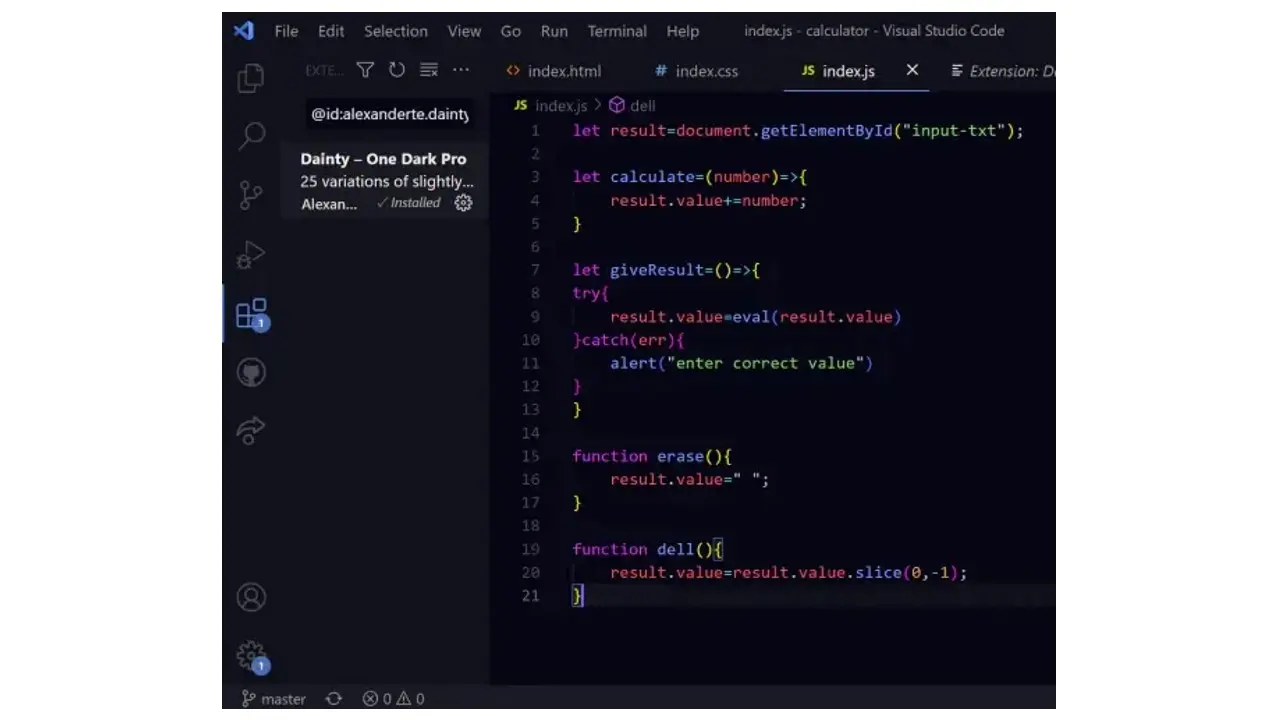 File Edit Selection View Go Run Terminal Help index.js - calculator - Visual Studio Code
EXTE... ...
<> index.html # index.css JS index.js × Extension: D
@id:alexanderte.dainty
Dainty – One Dark Pro
25 variations of slightly...
Alexan... ✓ Installed
1
1
JS index.js > dell
1 let result=document.getElementById("input-txt");
2
3 let calculate=(number)=>{
4 result.value+=number;
5 }
6
7 let giveResult=()=>{
8 try{
9 result.value=eval(result.value)
10 }catch(err){
11 alert("enter correct value")
12 }
13 }
14
15 function erase(){
16 result.value=" ";
17 }
18
19 function dell(){
20 result.value=result.value.slice(0,-1);
21 }
master 0 0